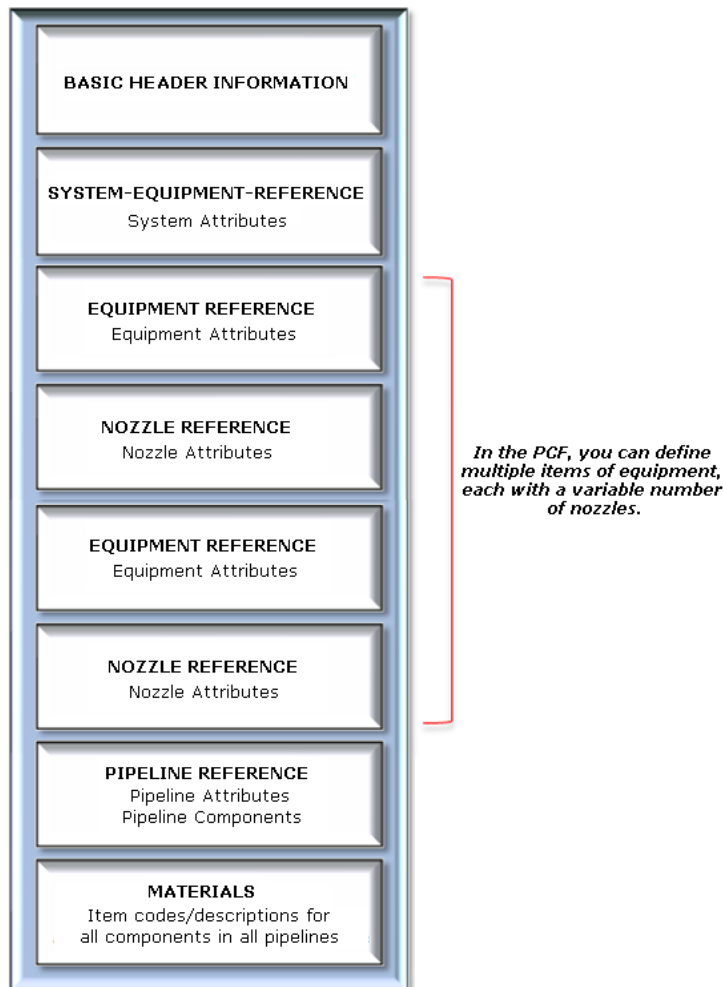 BASIC HEADER INFORMATION
SYSTEM-EQUIPMENT-REFERENCE
System Attributes
EQUIPMENT REFERENCE
Equipment Attributes
NOZZLE REFERENCE
Nozzle Attributes
In the PCF, you can define
multiple items of equipment,
each with a variable number
of nozzles.
EQUIPMENT REFERENCE
Equipment Attributes
NOZZLE REFERENCE
Nozzle Attributes
PIPELINE REFERENCE
Pipeline Attributes
Pipeline Components
MATERIALS
Item codes/descriptions for
all components in all pipelines